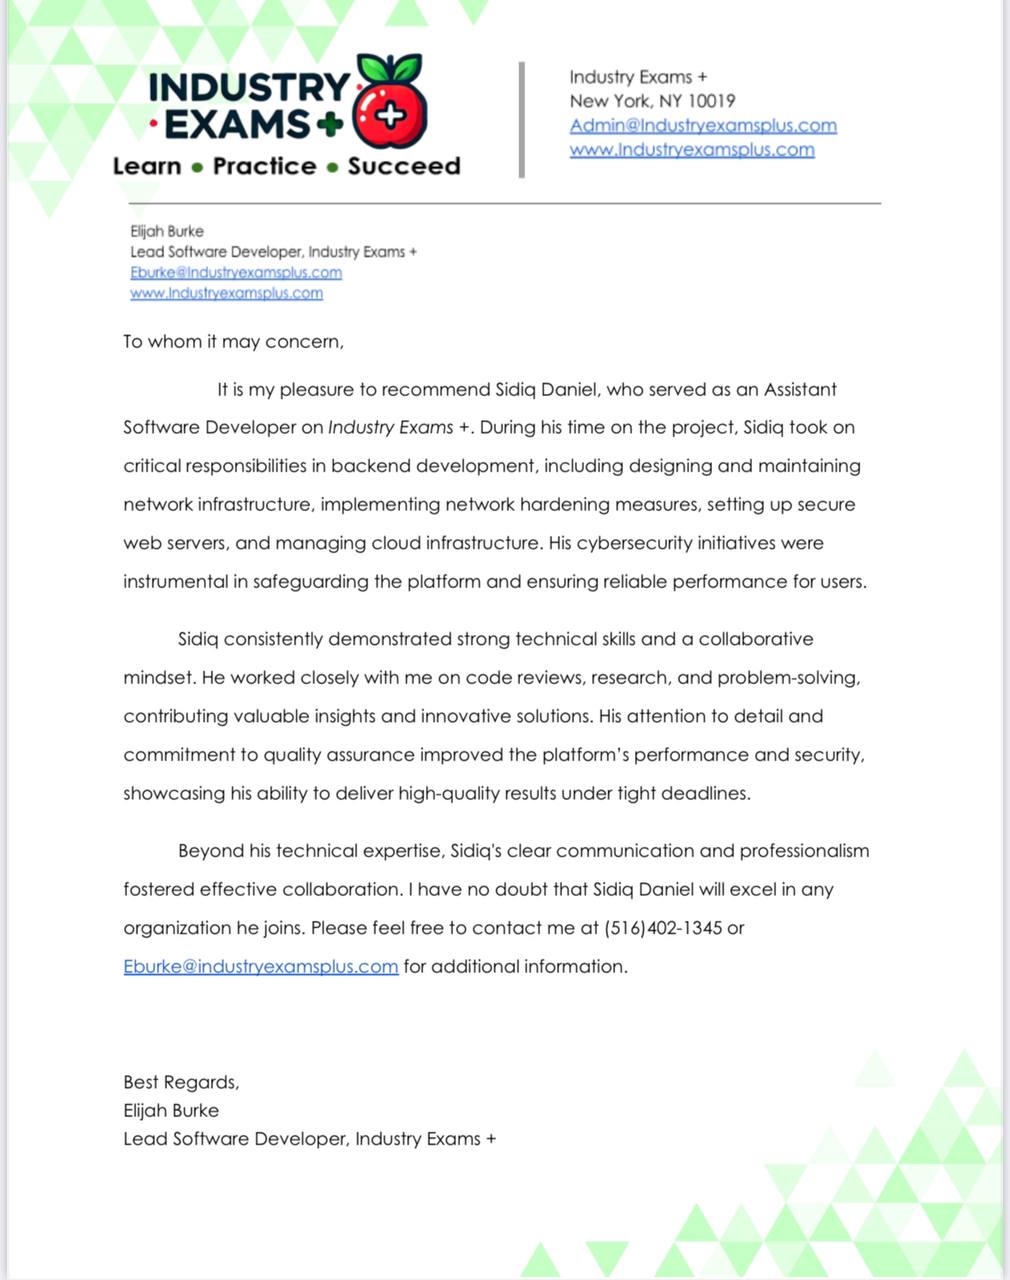 INDUSTRY
EXAMS+
Learn • Practice • Succeed
Industry Exams +
New York, NY 10019
Admin@Industryexamsplus.com
www.Industryexamsplus.com
Elijah Burke
Lead Software Developer, Industry Exams +
Eburke@Industryexamsplus.com
www.Industryexamsplus.com
To whom it may concern,
It is my pleasure to recommend Sidiq Daniel, who served as an Assistant
Software Developer on Industry Exams +. During his time on the project, Sidiq took on
critical responsibilities in backend development, including designing and maintaining
network infrastructure, implementing network hardening measures, setting up secure
web servers, and managing cloud infrastructure. His cybersecurity initiatives were
instrumental in safeguarding the platform and ensuring reliable performance for users.
Sidiq consistently demonstrated strong technical skills and a collaborative
mindset. He worked closely with me on code reviews, research, and problem-solving,
contributing valuable insights and innovative solutions. His attention to detail and
commitment to quality assurance improved the platform’s performance and security,
showcasing his ability to deliver high-quality results under tight deadlines.
Beyond his technical expertise, Sidiq's clear communication and professionalism
fostered effective collaboration. I have no doubt that Sidiq Daniel will excel in any
organization he joins. Please feel free to contact me at (516)402-1345 or
Eburke@industryexamsplus.com for additional information.
Best Regards,
Elijah Burke
Lead Software Developer, Industry Exams +